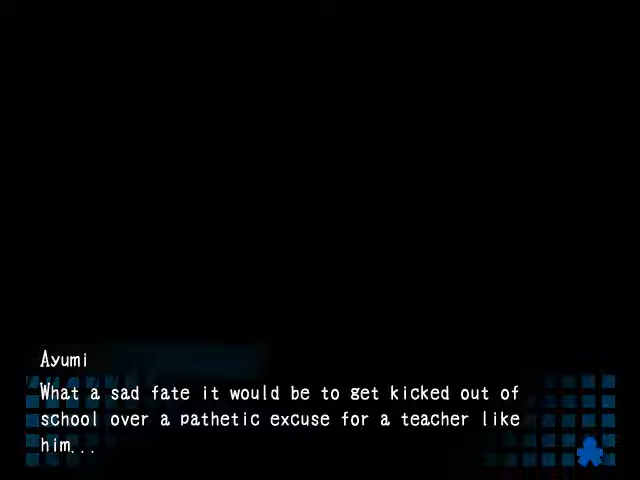 Ayumi
What a sad fate it would be to get kicked out of
school over a pathetic excuse for a teacher like
him...